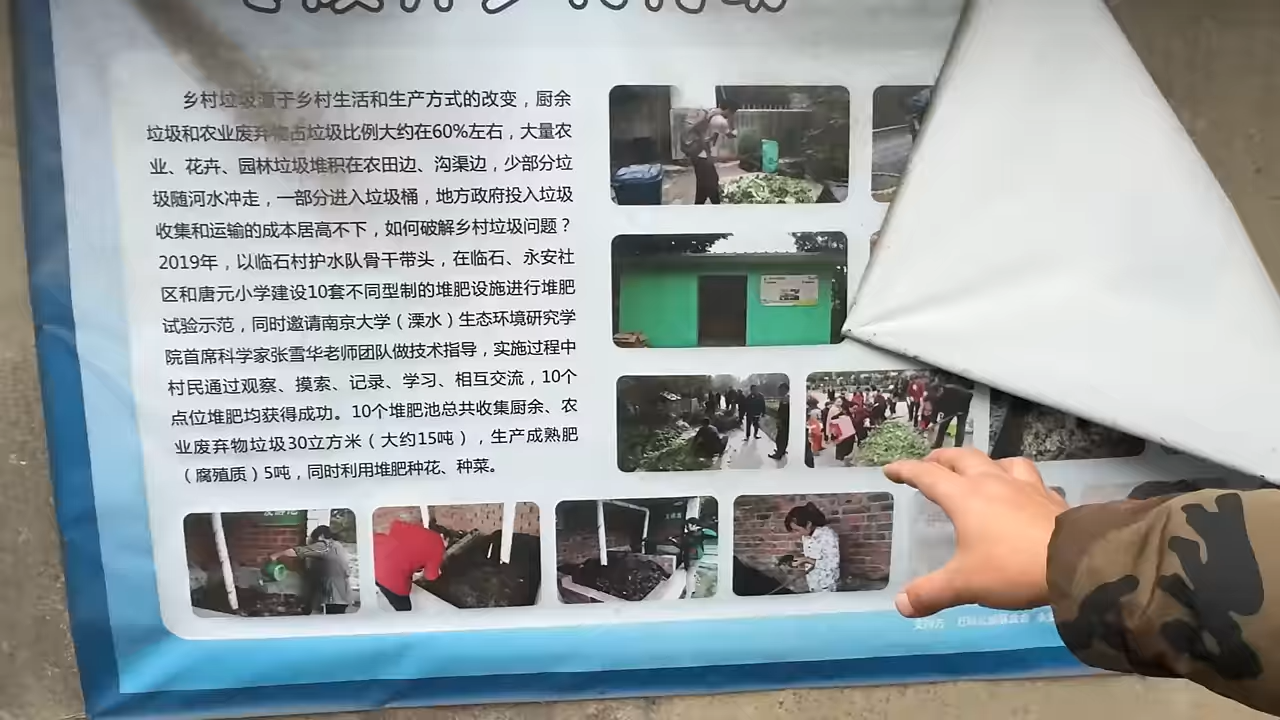 乡村垃圾源于乡村生活和生产方式的改变，厨余
垃圾和农业废弃物占垃圾比例大约在60%左右，大量农
业、花卉、园林垃圾堆积在农田边、沟渠边，少部分垃
圾随河水冲走，一部分进入垃圾桶，地方政府投入垃圾
收集和运输的成本居高不下，如何破解乡村垃圾问题？
2019年，以临石村护水队骨干带头，在临石、永安社
区和唐元小学建设10套不同型制的堆肥设施进行堆肥
试验示范，同时邀请南京大学（溧水）生态环境研究学
院首席科学家张雪华老师团队做技术指导，实施过程中
村民通过观察、摸索、记录、学习、相互交流，10个
点位堆肥均获得成功。10个堆肥池总共收集厨余、农
业废弃物垃圾30立方米（大约15吨），生产成熟肥
（腐殖质）5吨，同时利用堆肥种花、种菜。